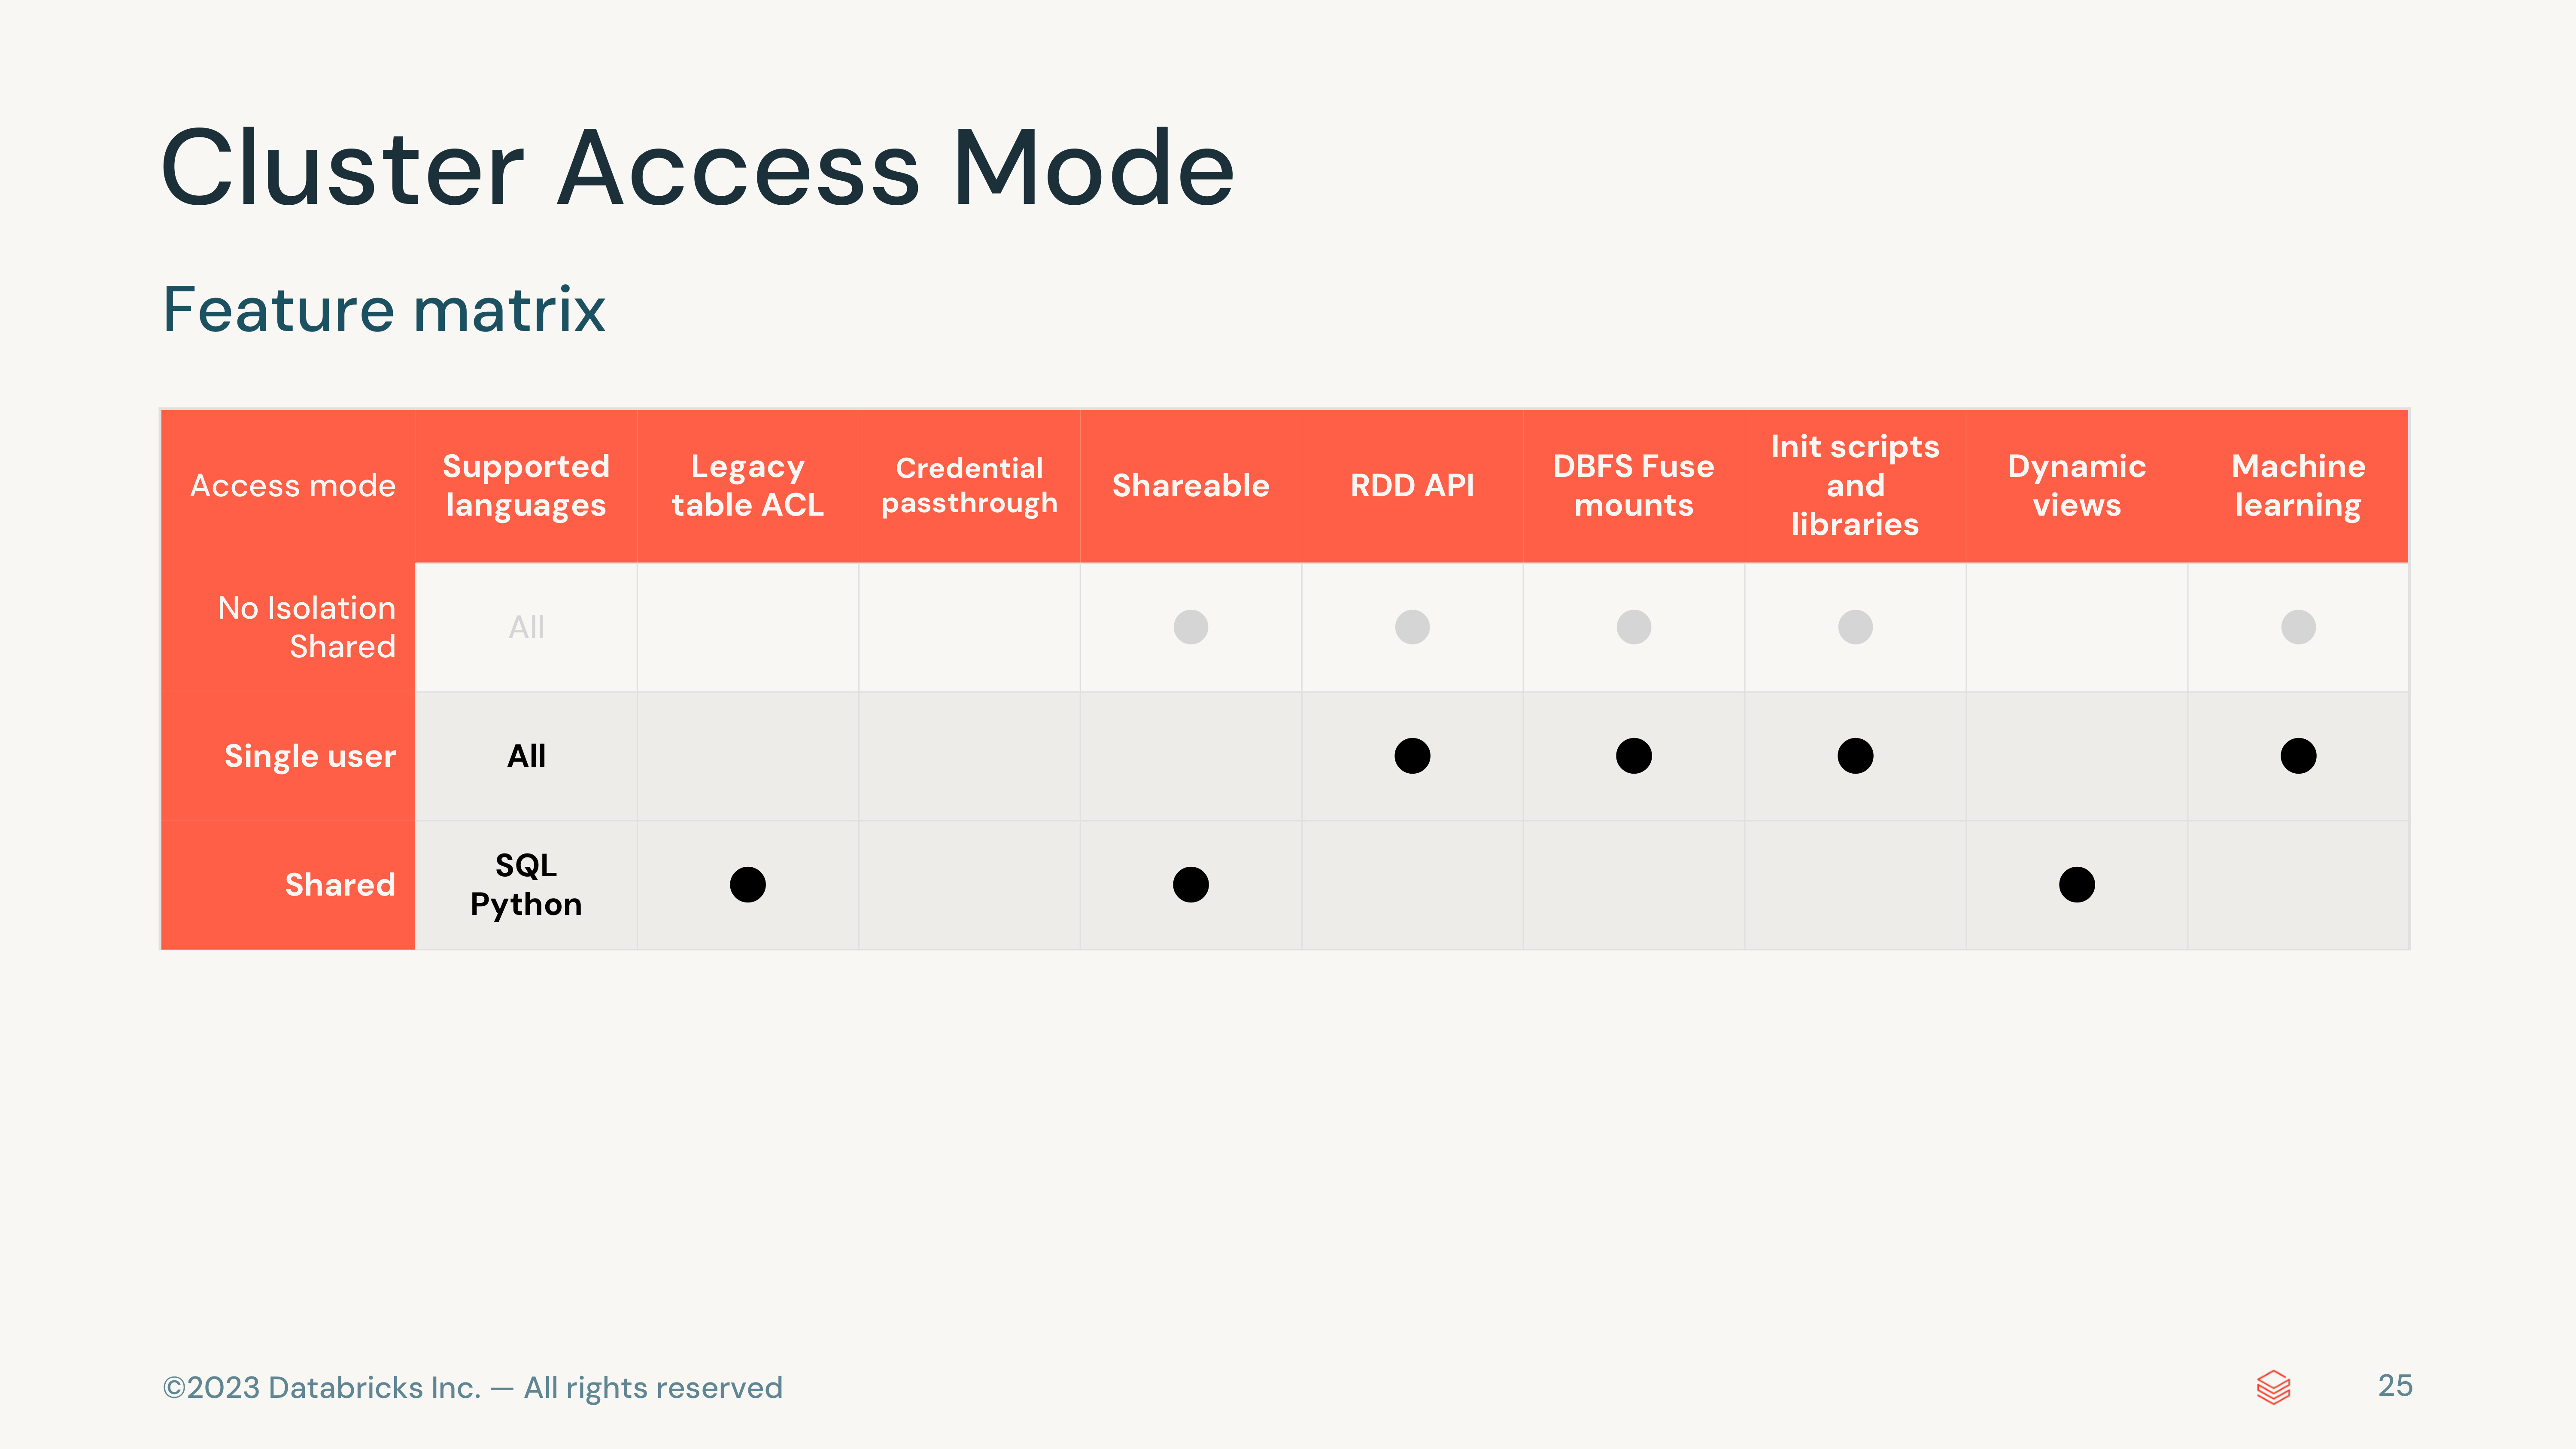 Cluster Access Mode
Feature matrix
Access mode
Supported
languages
Legacy
table ACL
Credential
passthrough
Shareable
RDD API
DBFS Fuse
mounts
Init scripts
and
libraries
Dynamic
views
Machine
learning
No Isolation
Shared
All
Single user
All
Shared
SQL
Python
©2023 Databricks Inc. — All rights reserved
25